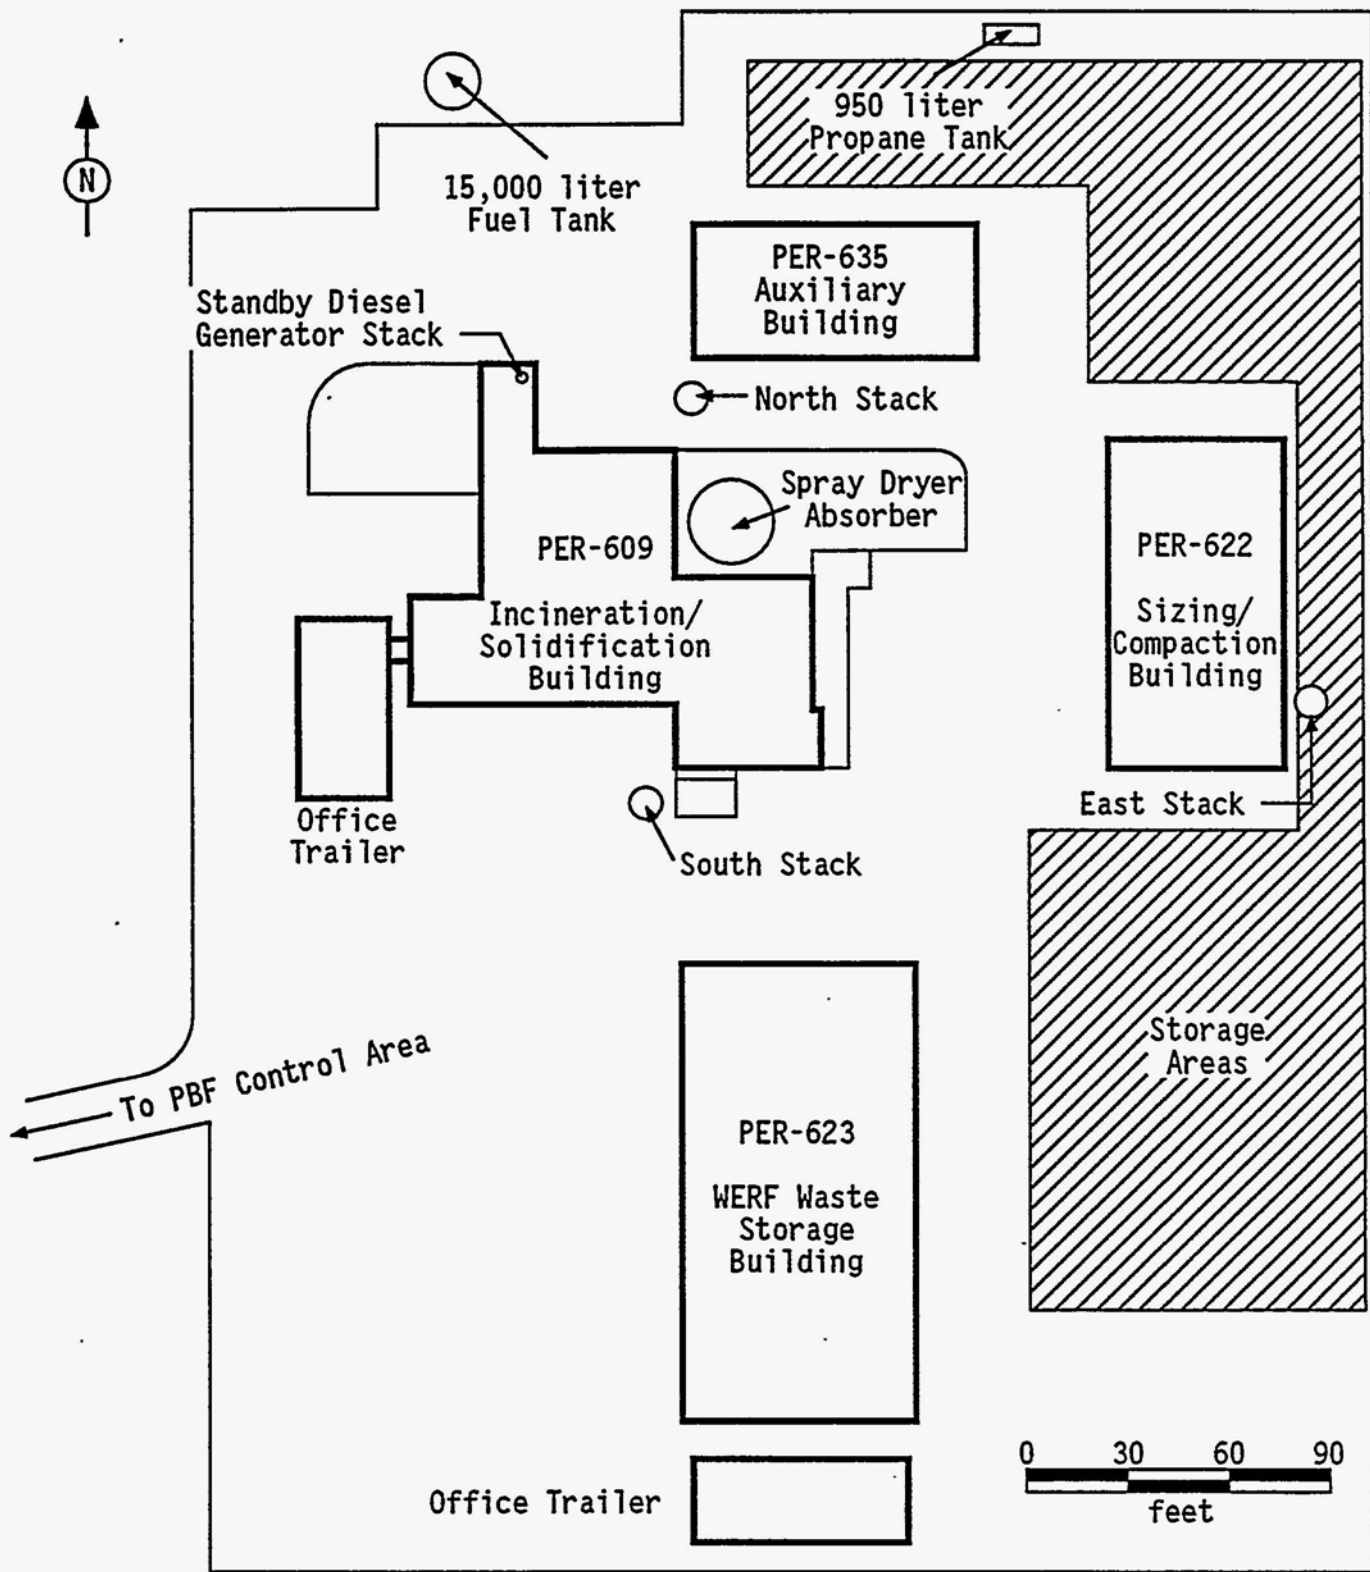 950 liter
Propane Tank
N
15,000 liter
Fuel Tank
PER-635
Auxiliary
Building
Standby Diesel
Generator Stack
North Stack
Spray Dryer
Absorber
PER-609
Incineration/
Solidification
Building
PER-622
Sizing/
Compaction
Building
East Stack
Office
Trailer
South Stack
Storage
Areas
To PBF Control Area
PER-623
WERF Waste
Storage
Building
0 30 60 90
feet
Office Trailer